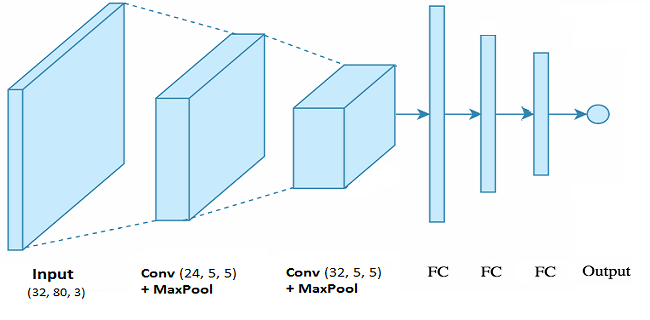 Input
(32, 80, 3)
Conv (24, 5, 5)
+ MaxPool
Conv (32, 5, 5)
+ MaxPool
FC
FC
FC
Output